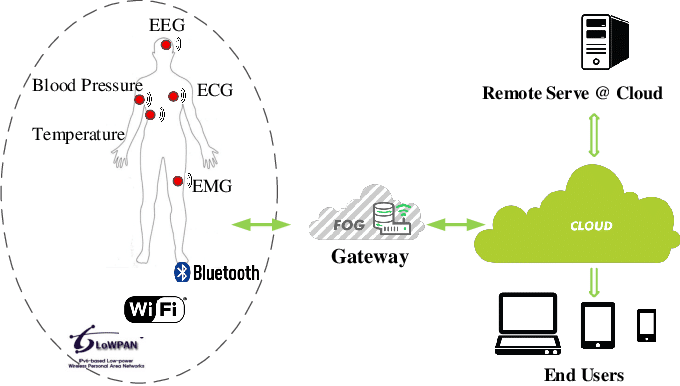 EEG
Blood Pressure
ECG
Temperature
EMG
Bluetooth
WiFi
6LoWPAN
IPv6-based Low-power
Wireless Personal Area Networks
FOG
Gateway
Remote Serve @ Cloud
CLOUD
End Users